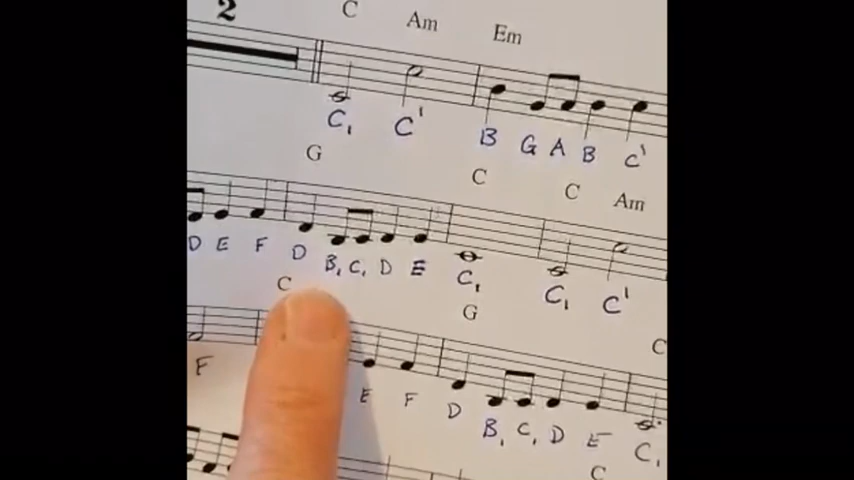 2 C Am Em
C, C' B G A B C'
G C C Am
D E F D B, C, D E C, C, C'
C G C
F E F D B, C, D E C,
C